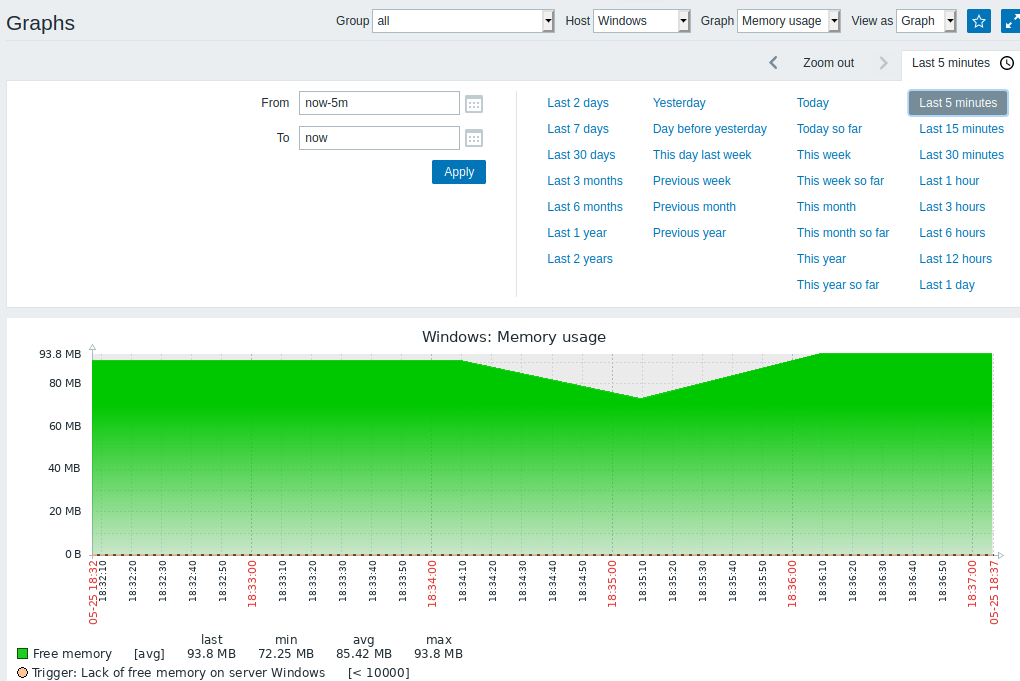 Graphs
Group all Host Windows Graph Memory usage View as Graph
Zoom out Last 5 minutes
From now-5m
To now
Apply
Last 2 days Yesterday Today Last 5 minutes
Last 7 days Day before yesterday Today so far Last 15 minutes
Last 30 days This day last week This week Last 30 minutes
Last 3 months Previous week This week so far Last 1 hour
Last 6 months Previous month This month Last 3 hours
Last 1 year Previous year This month so far Last 6 hours
Last 2 years This year Last 12 hours
This year so far Last 1 day
Windows: Memory usage
93.8 MB
80 MB
60 MB
40 MB
20 MB
0 B
05-25 18:32 18:32:10 18:32:20 18:32:30 18:32:40 18:32:50 18:33:00 18:33:10 18:33:20 18:33:30 18:33:40 18:33:50 18:34:00 18:34:10 18:34:20 18:34:30 18:34:40 18:34:50 18:35:00 18:35:10 18:35:20 18:35:30 18:35:40 18:35:50 18:36:00 18:36:10 18:36:20 18:36:30 18:36:40 18:36:50 18:37:00 05-25 18:37
last min avg max
Free memory [avg] 93.8 MB 72.25 MB 85.42 MB 93.8 MB
Trigger: Lack of free memory on server Windows [< 10000]